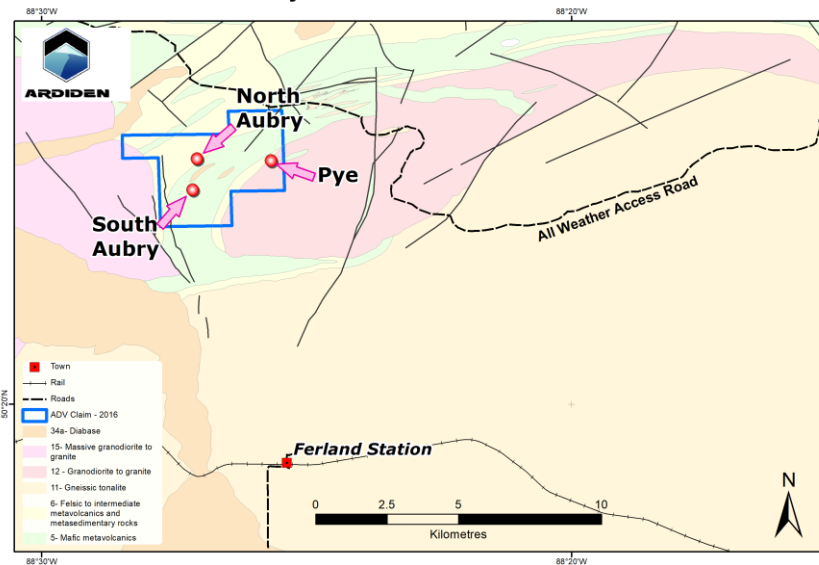 88°30'W
88°20'W
ARDIDEN
North
Aubry
Pye
South
Aubry
All Weather Access Road
50°20'N
Town
Rail
Roads
ADV Claim - 2016
34a- Diabase
15- Massive granodiorite to
granite
12 - Granodiorite to granite
11- Gneissic tonalite
6- Felsic to intermediate
metavolcanics and
metasedimentary rocks
5- Mafic metavolcanics
Ferland Station
0 2.5 5 10
Kilometres
N
88°30'W
88°20'W